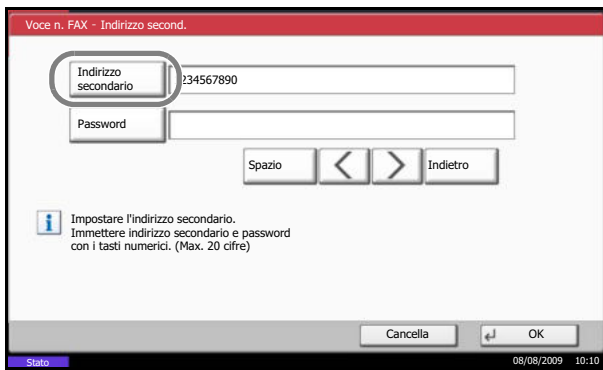 Voce n. FAX - Indirizzo second.
Indirizzo
secondario
234567890
Password
Spazio
Indietro
Impostare l'indirizzo secondario.
Immettere indirizzo secondario e password
con i tasti numerici. (Max. 20 cifre)
Cancella
OK
Stato
08/08/2009 10:10